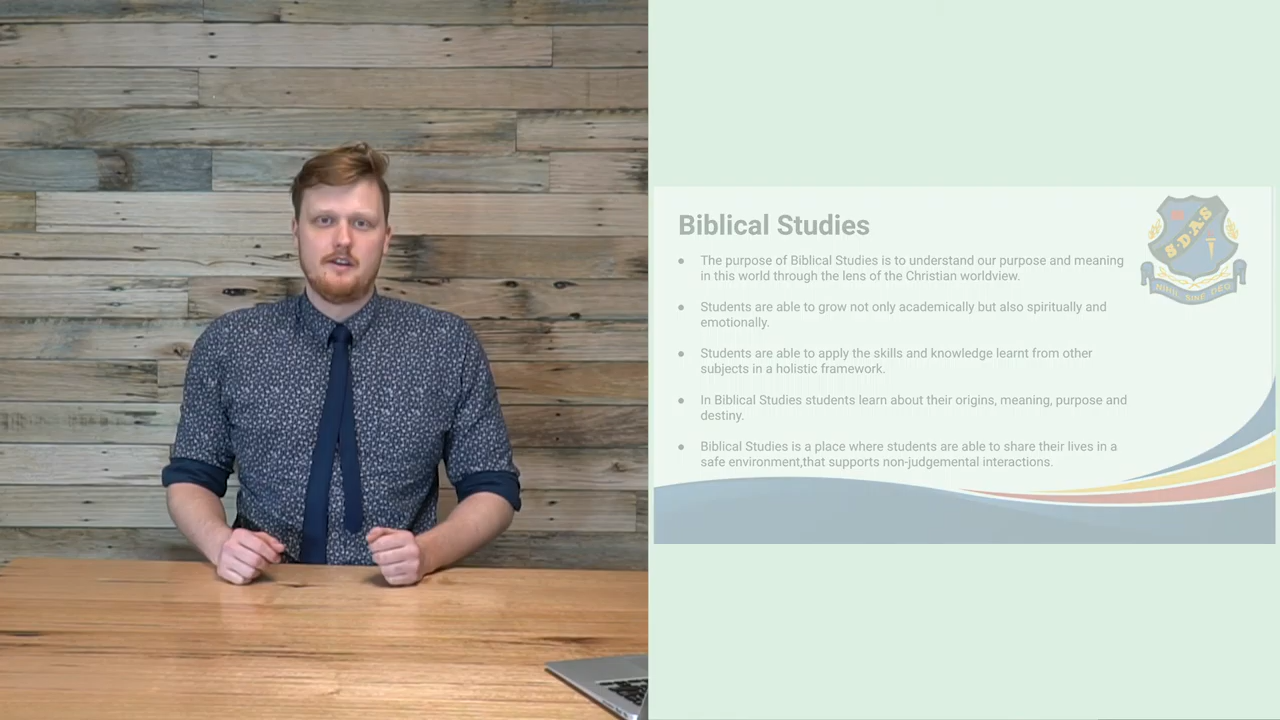 Biblical Studies
● The purpose of Biblical Studies is to understand our purpose and meaning
in this world through the lens of the Christian worldview.
● Students are able to grow not only academically but also spiritually and
emotionally.
● Students are able to apply the skills and knowledge learnt from other
subjects in a holistic framework.
● In Biblical Studies students learn about their origins, meaning, purpose and
destiny.
● Biblical Studies is a place where students are able to share their lives in a
safe environment,that supports non-judgemental interactions.
S·D·A·S
NIHIL SINE DEO